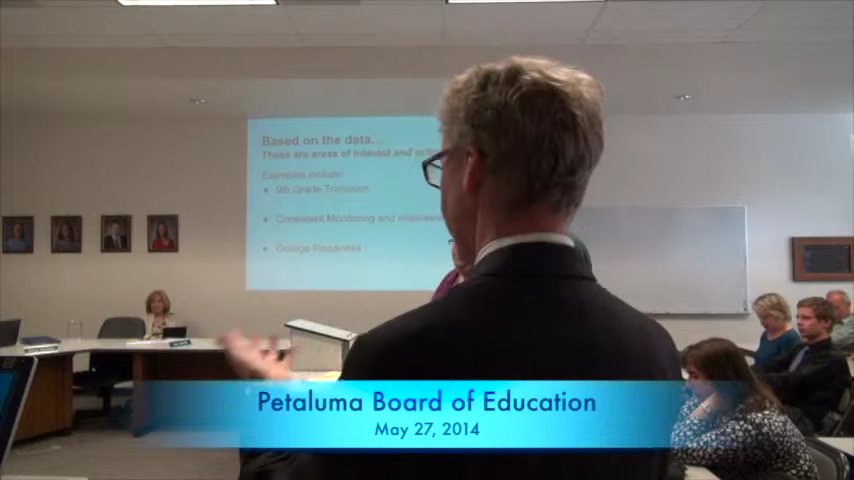 Based on the data...
These are areas of interest and
Examples include:
• 9th Grade Transition
• Consistent Monitoring and
• College Readiness
Petaluma Board of Education
May 27, 2014